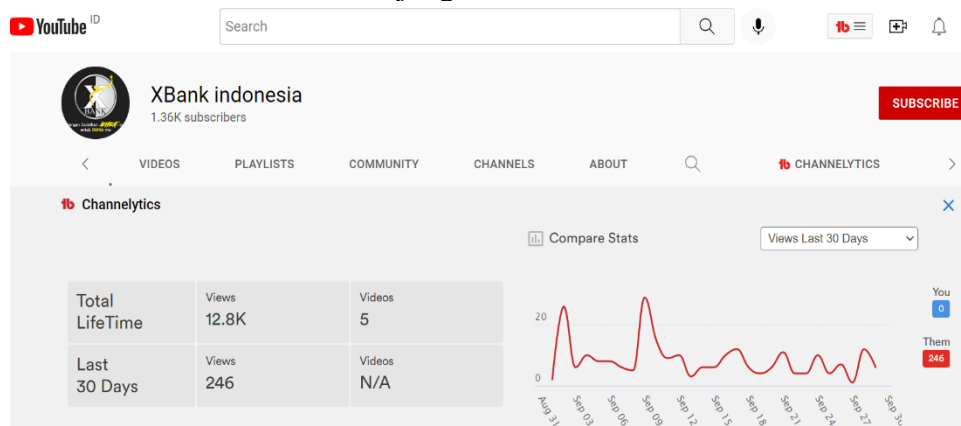 YouTube ID
Search
XBank indonesia
1.36K subscribers
SUBSCRIBE
VIDEOS PLAYLISTS COMMUNITY CHANNELS ABOUT CHANNELYTICS
Channelytics
Compare Stats
Views Last 30 Days
Total LifeTime
Views
12.8K
Videos
5
Last 30 Days
Views
246
Videos
N/A
20
0
Aug 31 Sep 03 Sep 06 Sep 09 Sep 12 Sep 15 Sep 18 Sep 21 Sep 24 Sep 27 Sep 30
You
0
Them
246